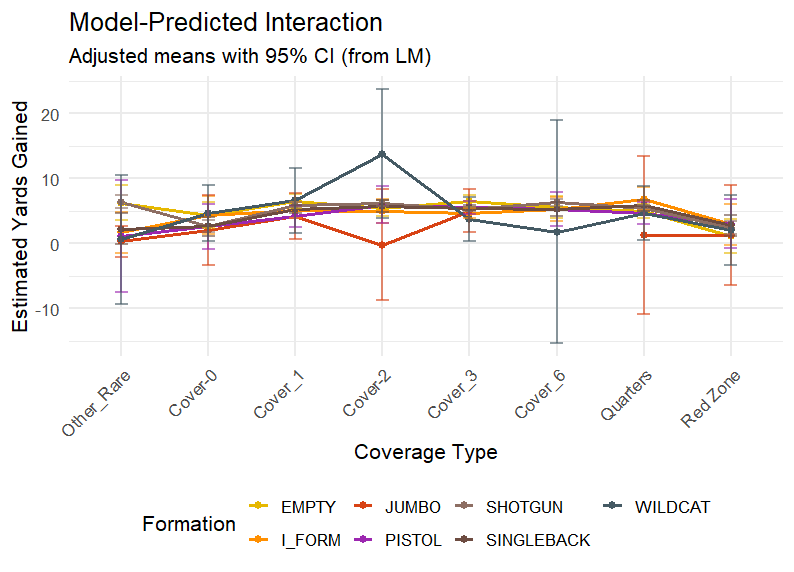 Model-Predicted Interaction
Adjusted means with 95% CI (from LM)
Estimated Yards Gained
20
10
0
-10
Other_Rare
Cover-0
Cover_1
Cover-2
Cover_3
Cover_6
Quarters
Red Zone
Coverage Type
Formation
EMPTY
JUMBO
SHOTGUN
WILDCAT
I_FORM
PISTOL
SINGLEBACK